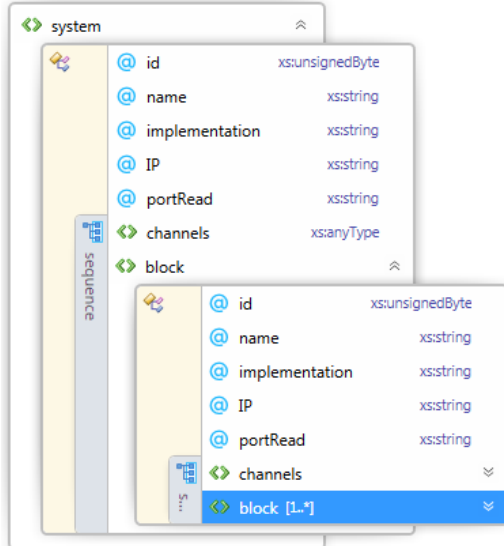 system
@ id xs:unsignedByte
@ name xs:string
@ implementation xs:string
@ IP xs:string
@ portRead xs:string
channels xs:anyType
sequence
block
@ id xs:unsignedByte
@ name xs:string
@ implementation xs:string
@ IP xs:string
@ portRead xs:string
channels
s...
block [1..*]